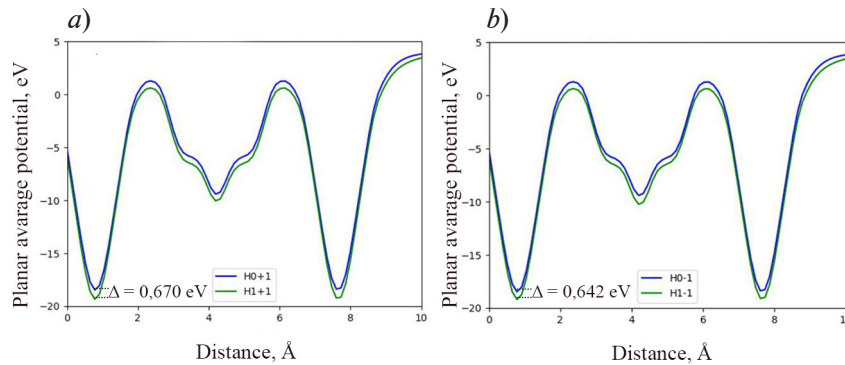 a)
5
0
−5
−10
−15
−20
Planar avarage potential, eV
H0+1
H1+1
Δ = 0,670 eV
0 2 4 6 8 10
Distance, Å
b)
5
0
−5
−10
−15
−20
Planar avarage potential, eV
H0-1
H1-1
Δ = 0,642 eV
0 2 4 6 8
Distance, Å